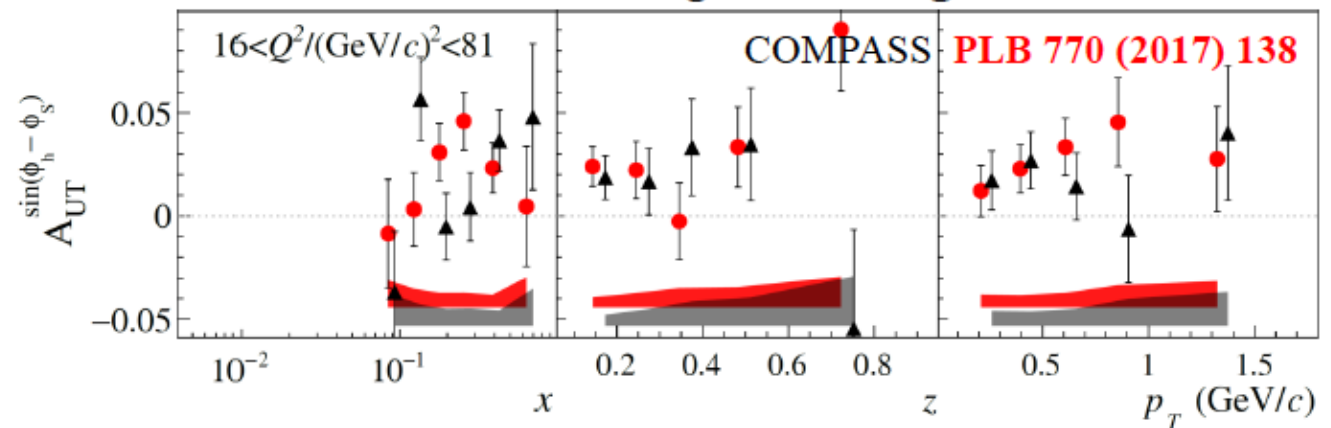 16<Q²/(GeV/c)²<81
COMPASS PLB 770 (2017) 138
A_UT^sin(ϕ_h − ϕ_S)
0.05
0
−0.05
10⁻² 10⁻¹ x
0.2 0.4 0.6 0.8 z
0.5 1 1.5 p_T (GeV/c)